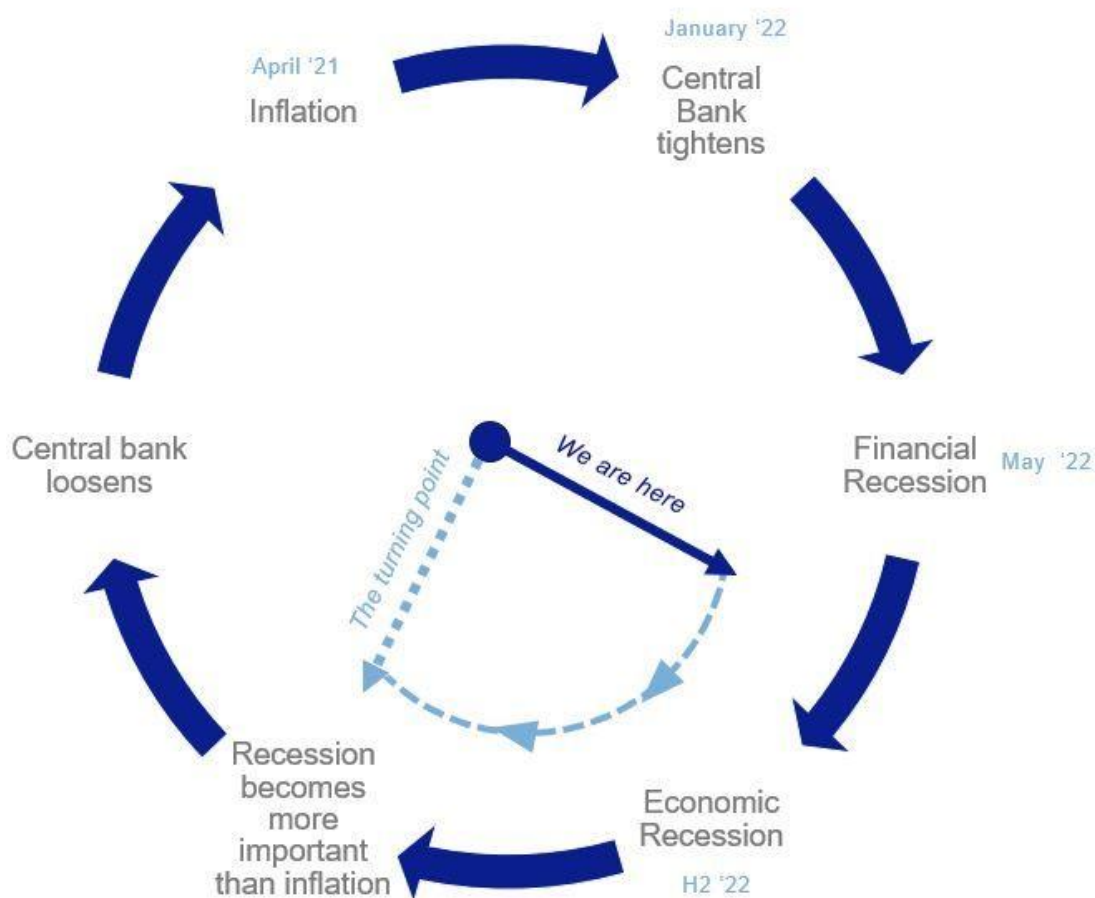 April ‘21
Inflation
January ‘22
Central
Bank
tightens
Financial
Recession
May ‘22
Economic
Recession
H2 ‘22
Recession
becomes
more
important
than inflation
Central bank
loosens
We are here
The turning point